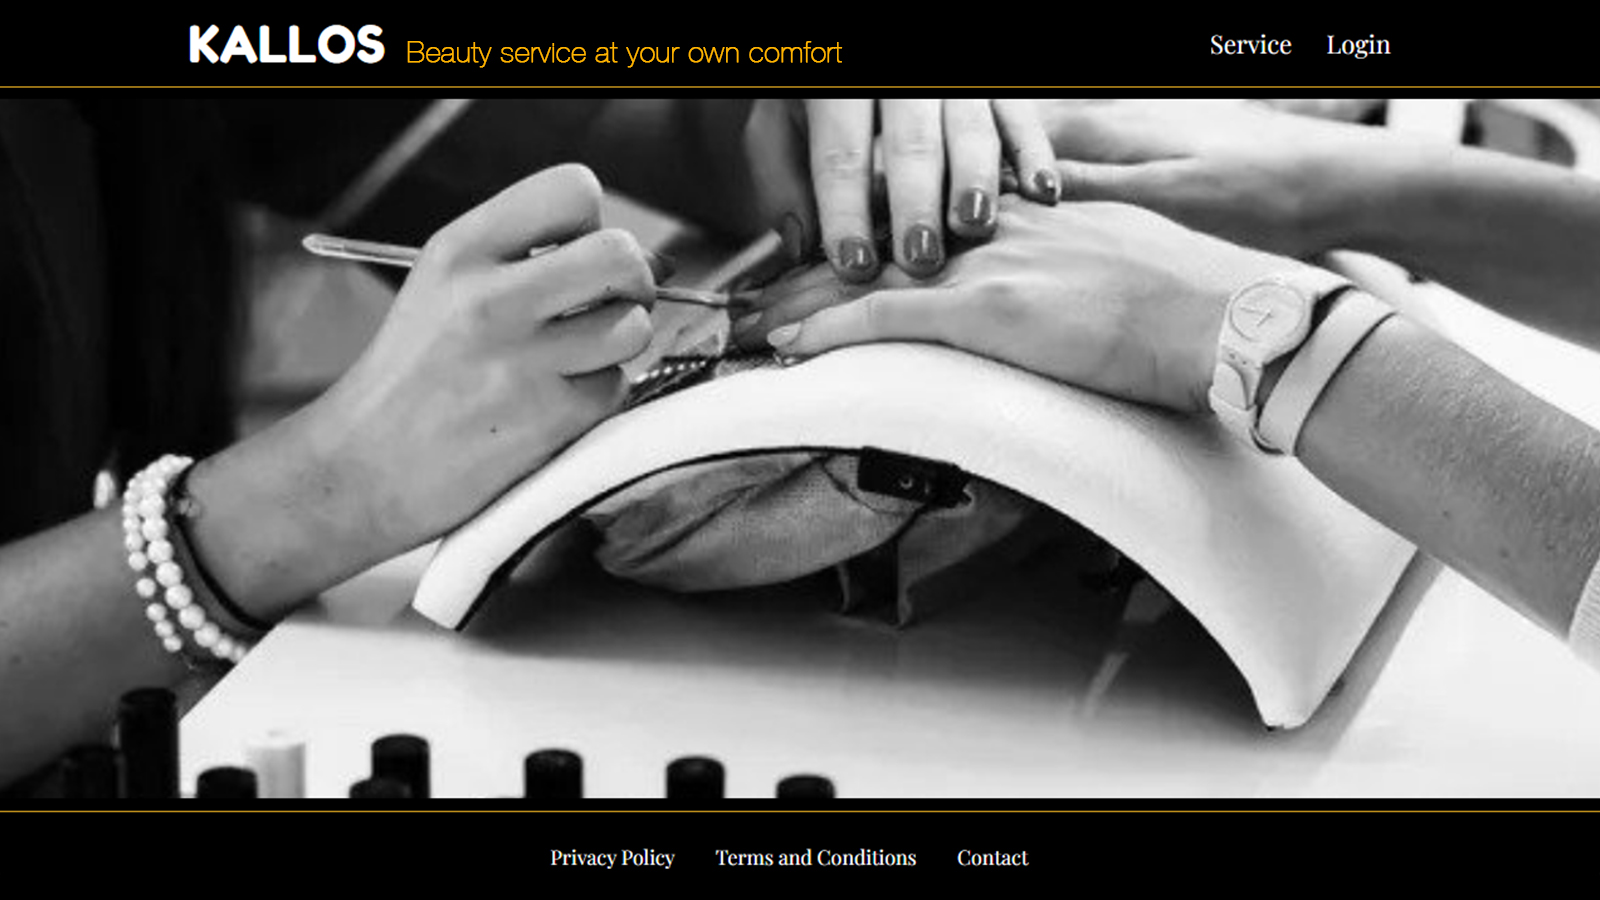 KALLOS Beauty service at your own comfort
Service Login
Privacy Policy Terms and Conditions Contact